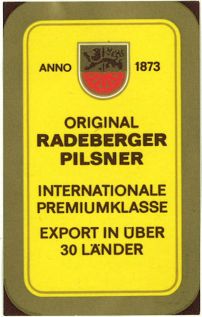 ANNO 1873
ORIGINAL
RADEBERGER
PILSNER
INTERNATIONALE
PREMIUMKLASSE
EXPORT IN ÜBER
30 LÄNDER